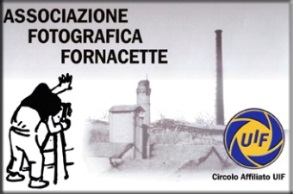 ASSOCIAZIONE
FOTOGRAFICA
FORNACETTE
UIF
Circolo Affiliato UIF